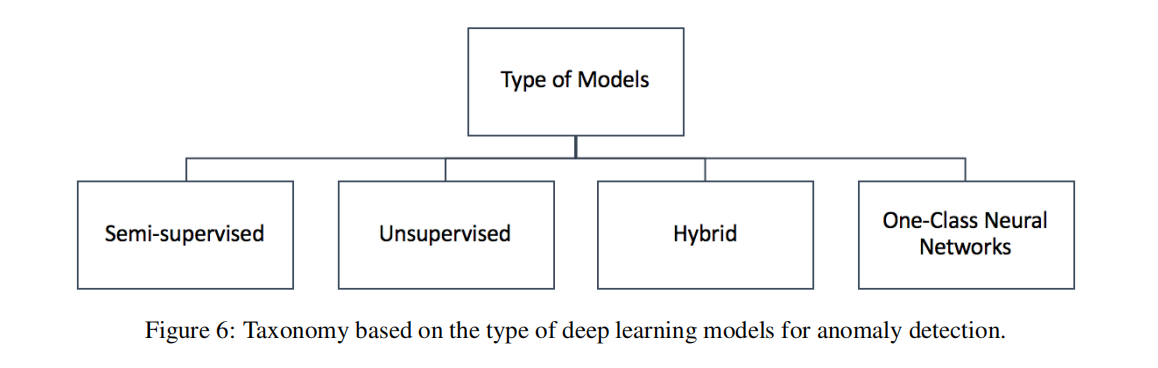 Type of Models
Semi-supervised
Unsupervised
Hybrid
One-Class Neural
Networks
Figure 6: Taxonomy based on the type of deep learning models for anomaly detection.